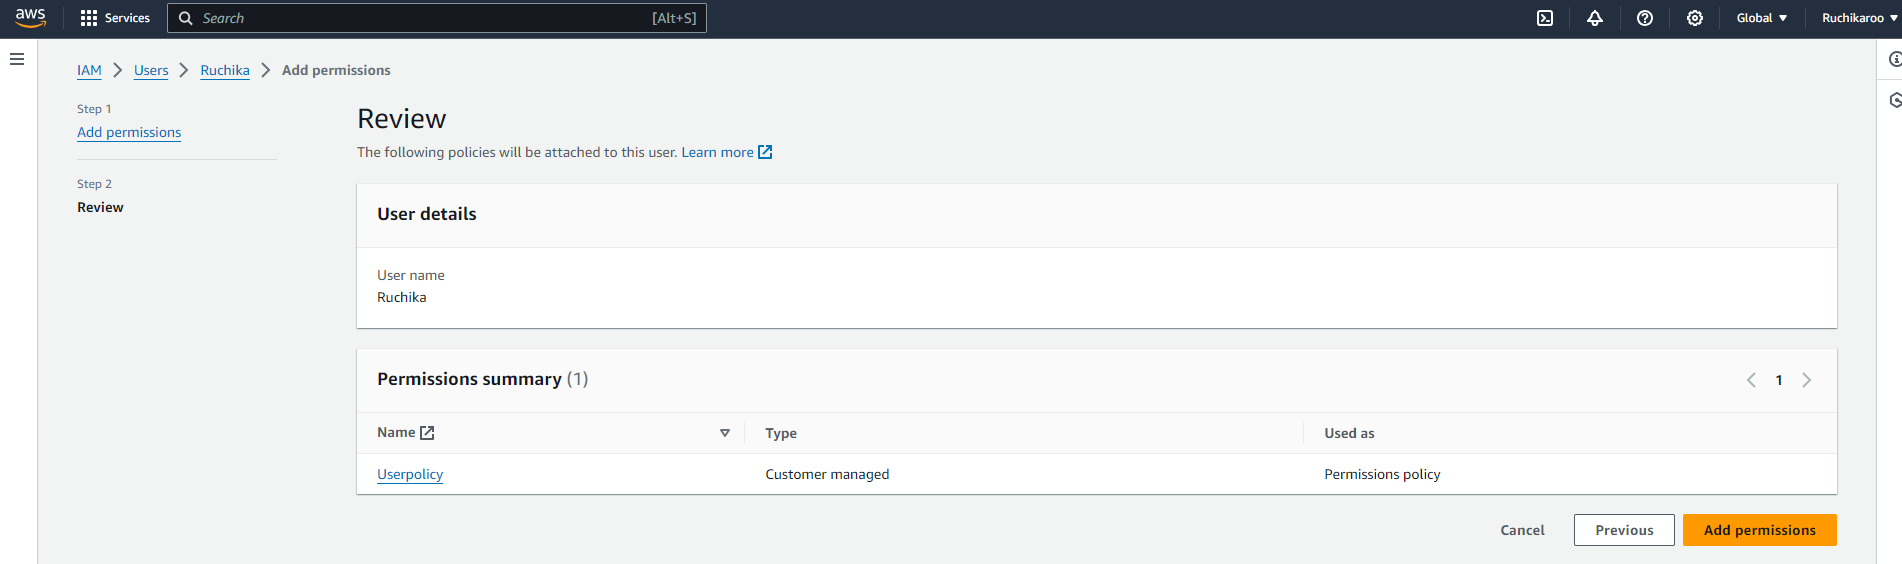 aws Services Search [Alt+S] Global Ruchikaroo
IAM Users Ruchika Add permissions
Step 1
Add permissions
Step 2
Review
Review
The following policies will be attached to this user. Learn more
User details
User name
Ruchika
Permissions summary (1) 1
Name Type Used as
Userpolicy Customer managed Permissions policy
Cancel Previous Add permissions